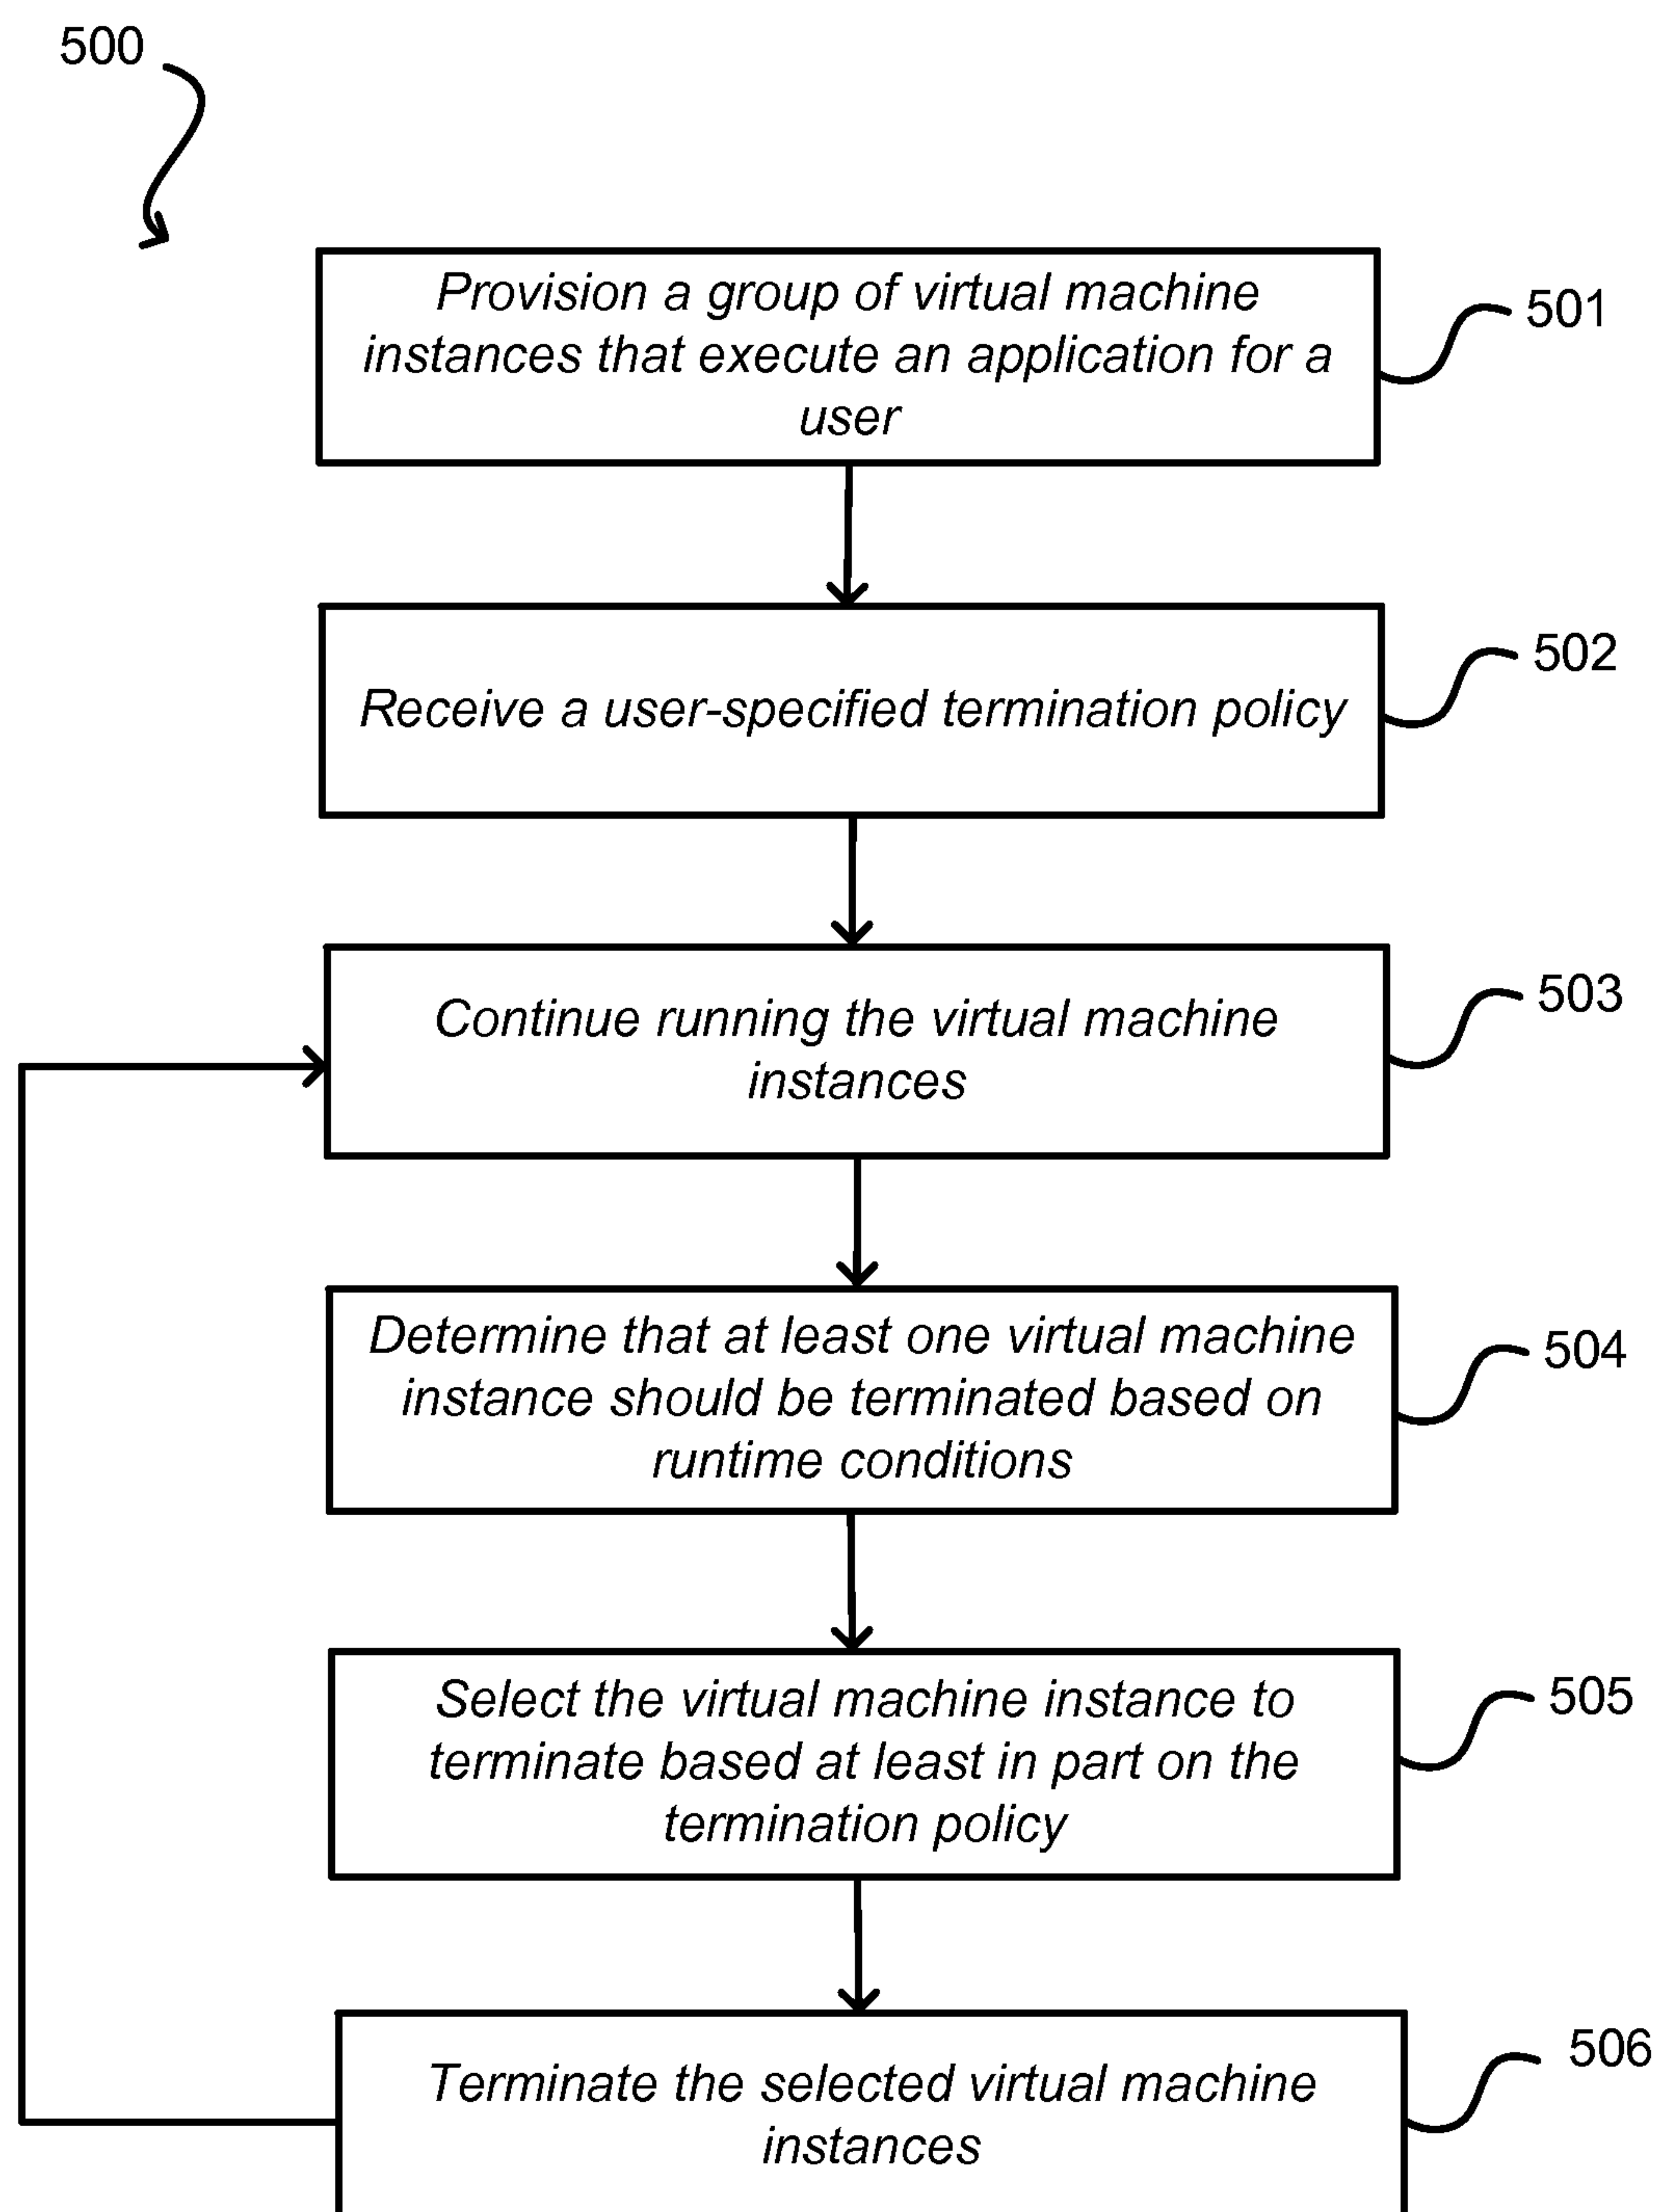 500
Provision a group of virtual machine
instances that execute an application for a
user
501
Receive a user-specified termination policy
502
Continue running the virtual machine
instances
503
Determine that at least one virtual machine
instance should be terminated based on
runtime conditions
504
Select the virtual machine instance to
terminate based at least in part on the
termination policy
505
Terminate the selected virtual machine
instances
506